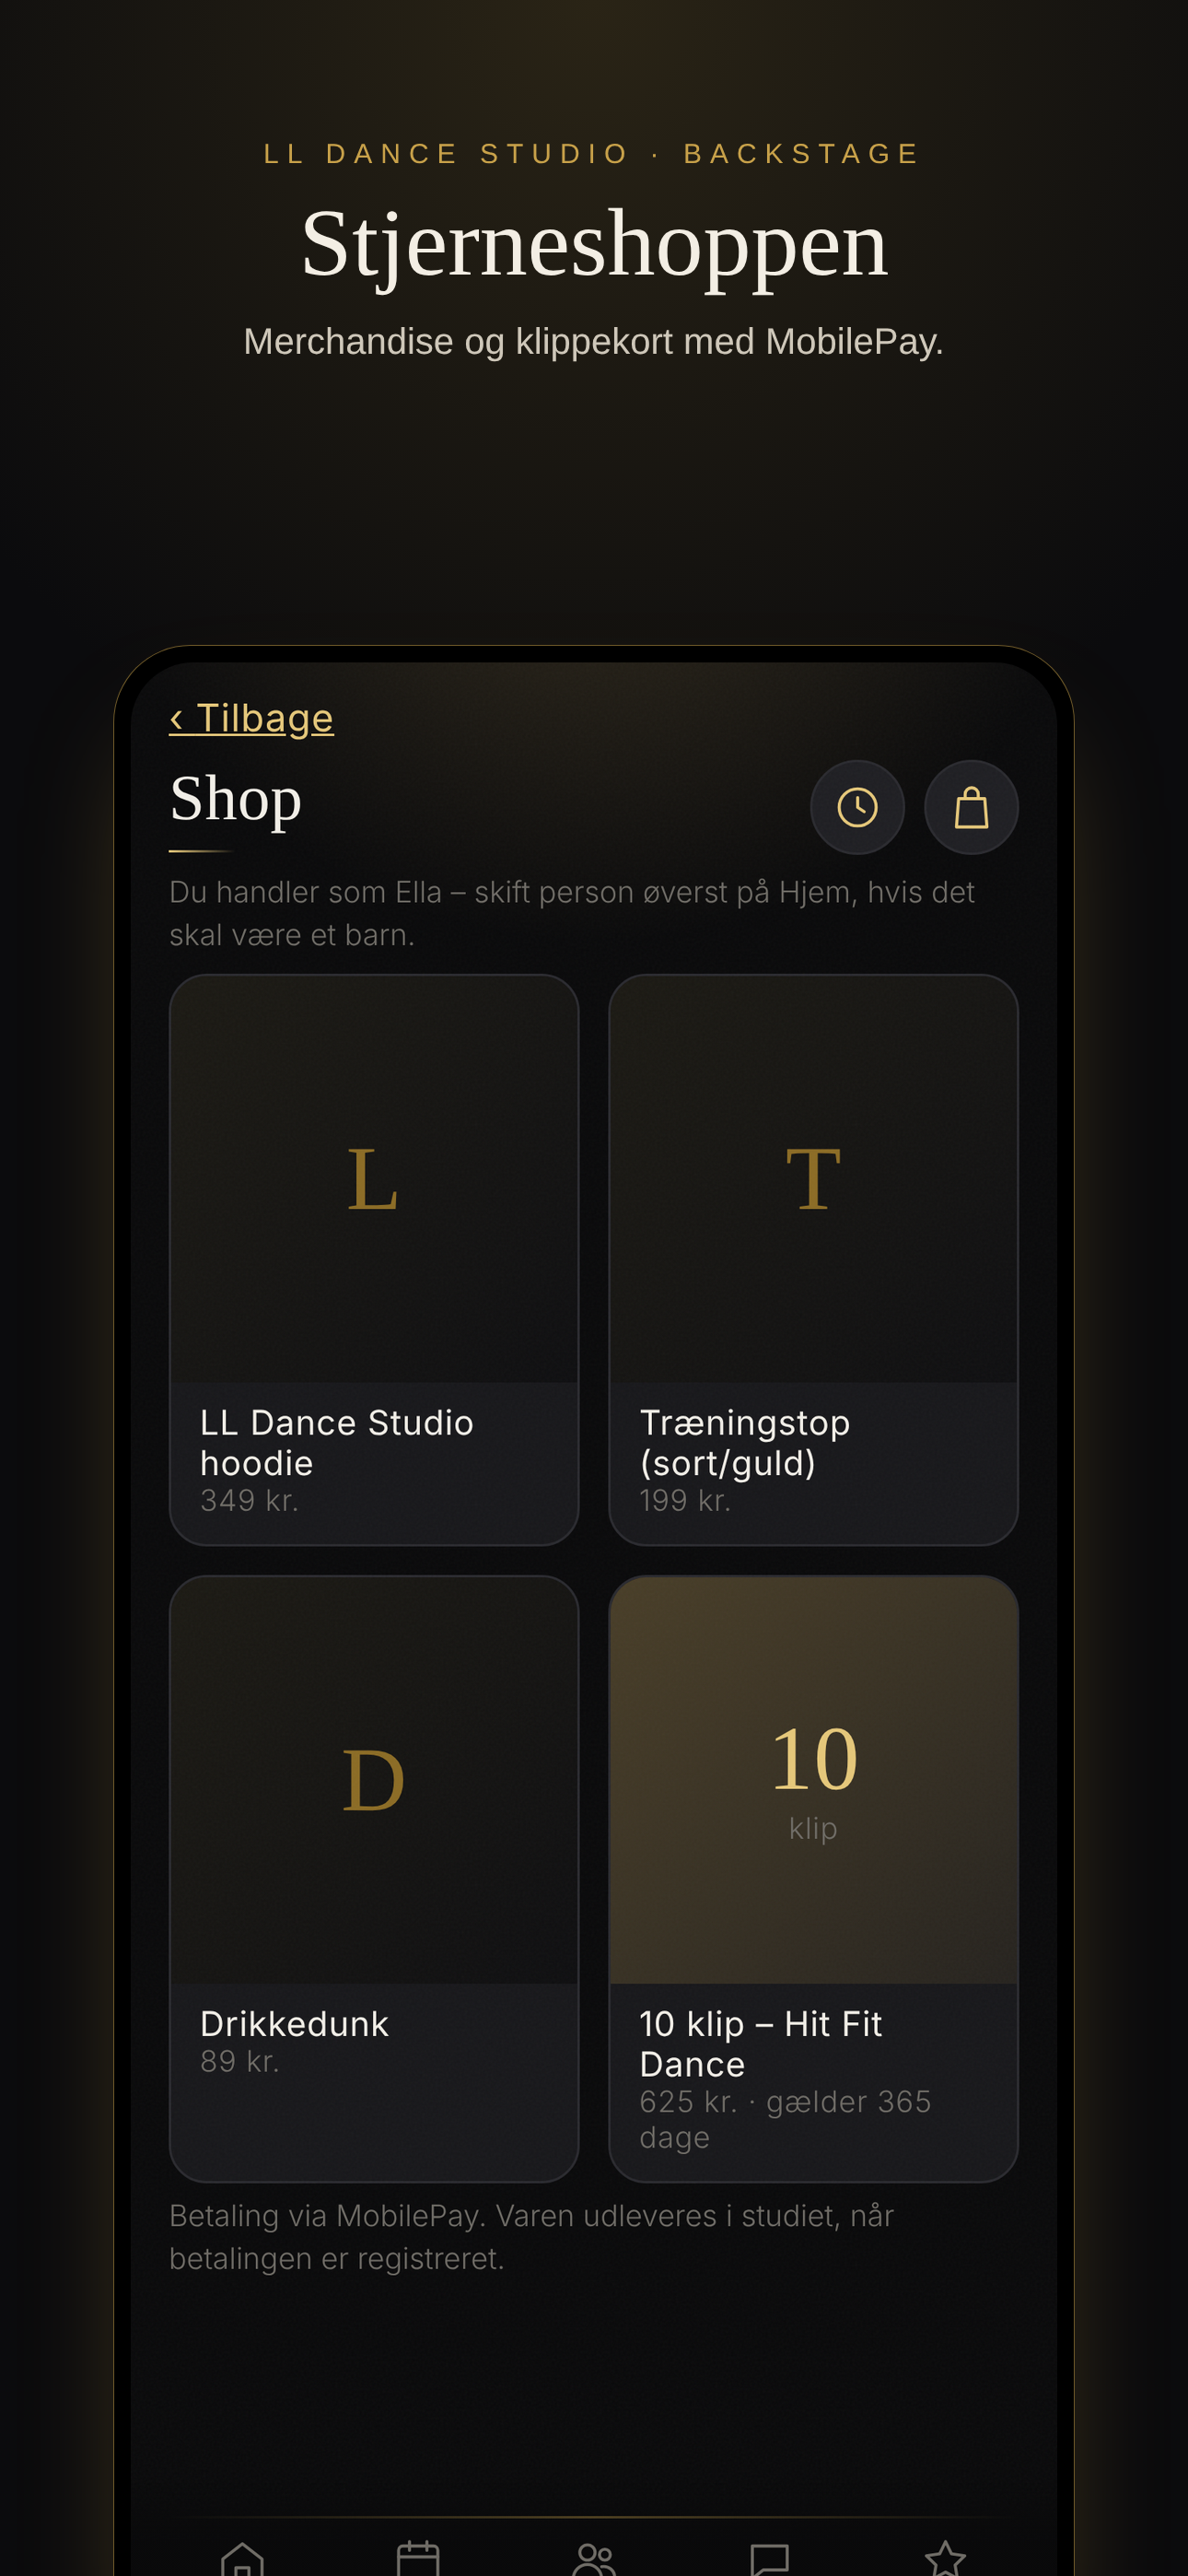 LL DANCE STUDIO · BACKSTAGE
Stjerneshoppen
Merchandise og klippekort med MobilePay.
‹ Tilbage
Shop
Du handler som Ella – skift person øverst på Hjem, hvis det
skal være et barn.
L
T
LL Dance Studio
hoodie
349 kr.
Træningstop
(sort/guld)
199 kr.
D
10
klip
Drikkedunk
89 kr.
10 klip – Hit Fit
Dance
625 kr. · gælder 365
dage
Betaling via MobilePay. Varen udleveres i studiet, når
betalingen er registreret.